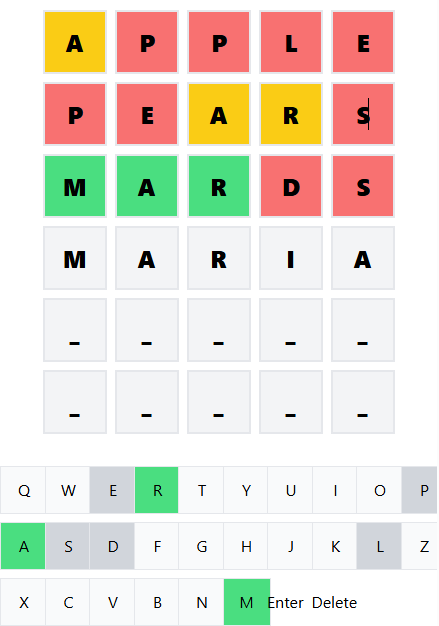 A P P L E
P E A R S
M A R D S
M A R I A
_ _ _ _ _
_ _ _ _ _
Q W E R T Y U I O P
A S D F G H J K L Z
X C V B N M Enter Delete